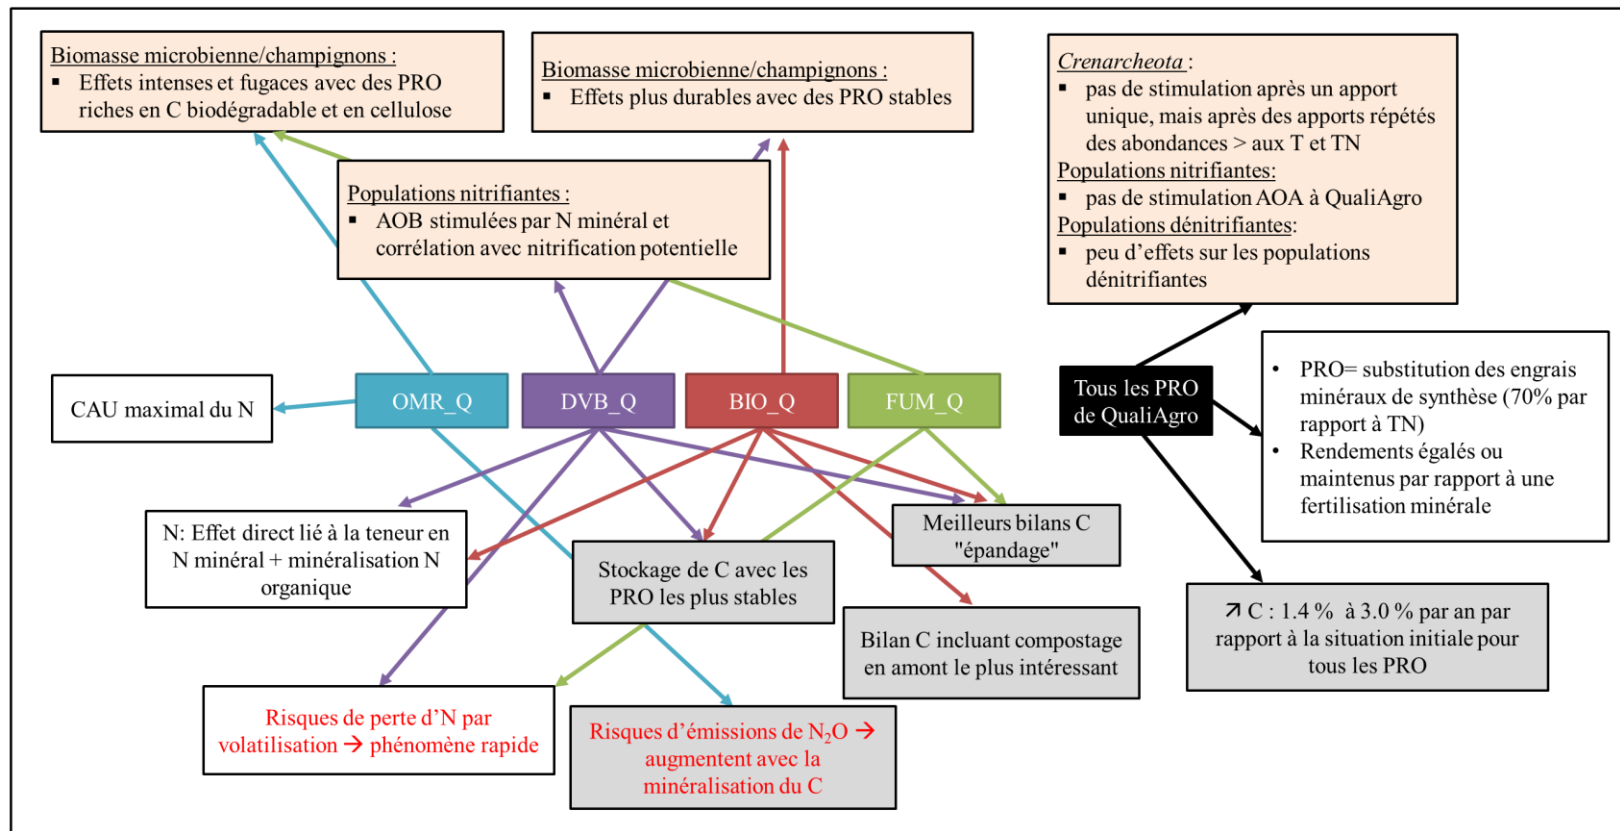 Biomasse microbienne/champignons :
▪ Effets intenses et fugaces avec des PRO
riches en C biodégradable et en cellulose
Biomasse microbienne/champignons :
▪ Effets plus durables avec des PRO stables
Crenarcheota :
▪ pas de stimulation après un apport
unique, mais après des apports répétés
des abondances > aux T et TN
Populations nitrifiantes:
▪ pas de stimulation AOA à QualiAgro
Populations dénitrifiantes:
▪ peu d’effets sur les populations
dénitrifiantes
Populations nitrifiantes :
▪ AOB stimulées par N minéral et
corrélation avec nitrification potentielle
CAU maximal du N
OMR_Q
DVB_Q
BIO_Q
FUM_Q
Tous les PRO
de QualiAgro
• PRO= substitution des engrais
minéraux de synthèse (70% par
rapport à TN)
• Rendements égalés ou
maintenus par rapport à une
fertilisation minérale
N: Effet direct lié à la teneur en
N minéral + minéralisation N
organique
Stockage de C avec les
PRO les plus stables
Meilleurs bilans C
"épandage"
Bilan C incluant compostage
en amont le plus intéressant
↗ C : 1.4 % à 3.0 % par an par
rapport à la situation initiale pour
tous les PRO
Risques de perte d’N par
volatilisation → phénomène rapide
Risques d’émissions de N₂O →
augmentent avec la
minéralisation du C